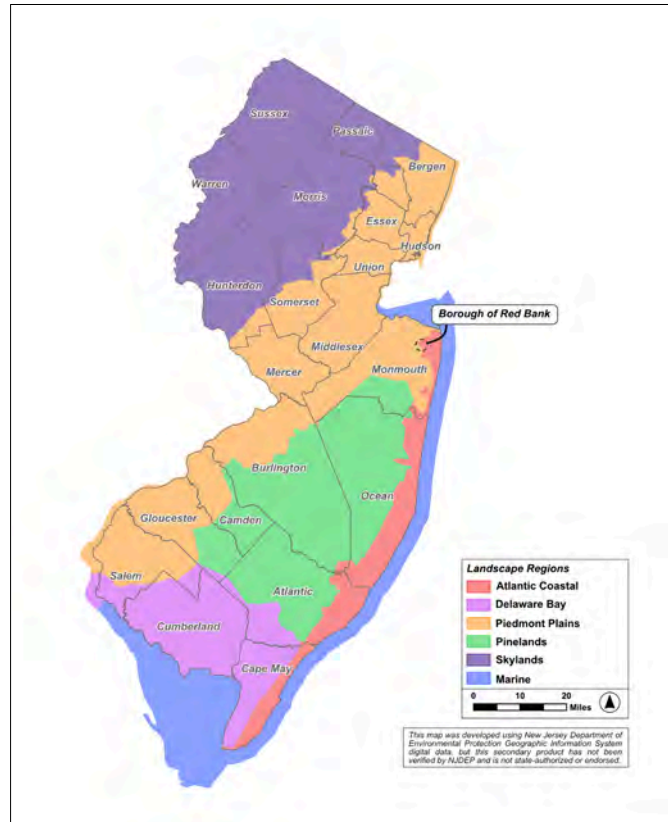 Sussex
Passaic
Bergen
Warren
Morris
Essex
Hudson
Union
Hunterdon
Somerset
Borough of Red Bank
Middlesex
Mercer
Monmouth
Burlington
Ocean
Gloucester
Camden
Salem
Atlantic
Cumberland
Cape May
Landscape Regions
Atlantic Coastal
Delaware Bay
Piedmont Plains
Pinelands
Skylands
Marine
0 10 20
Miles
This map was developed using New Jersey Department of
Environmental Protection Geographic Information System
digital data, but this secondary product has not been
verified by NJDEP and is not state-authorized or endorsed.